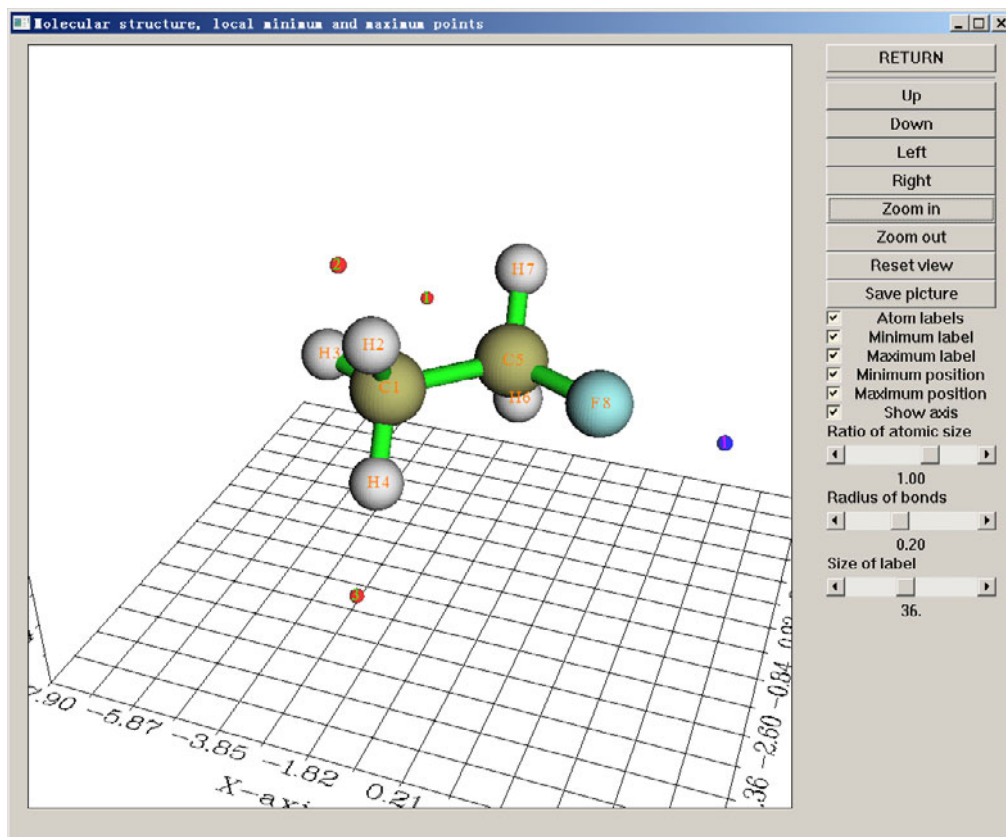 Molecular structure, local minimum and maximum points
RETURN
Up
Down
Left
Right
Zoom in
Zoom out
Reset view
Save picture
Atom labels
Minimum label
Maximum label
Minimum position
Maximum position
Show axis
Ratio of atomic size
1.00
Radius of bonds
0.20
Size of label
36.
2
1
H7
H3
H2
C5
C1
H6
F8
1
H4
3
7.90 -5.87 -3.85 -1.82 0.21
-0.84
-2.60
.36